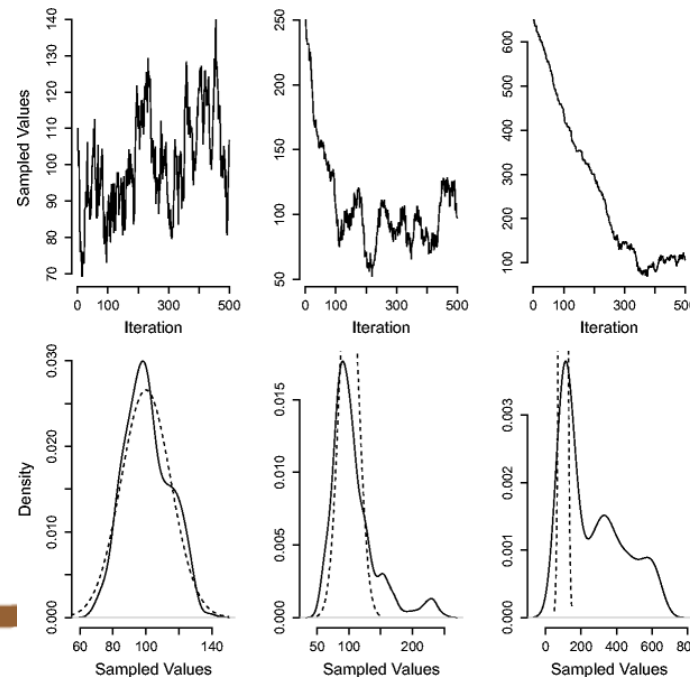 Sampled Values
70 80 90 100 110 120 130 140
0 100 300 500
Iteration
50 100 150 200 250
0 100 300 500
Iteration
100 200 300 400 500 600
0 100 300 500
Iteration
Density
0.000 0.010 0.020 0.030
60 80 100 140
Sampled Values
0.000 0.005 0.010 0.015
50 100 200
Sampled Values
0.000 0.001 0.002 0.003
0 200 400 600 80
Sampled Values